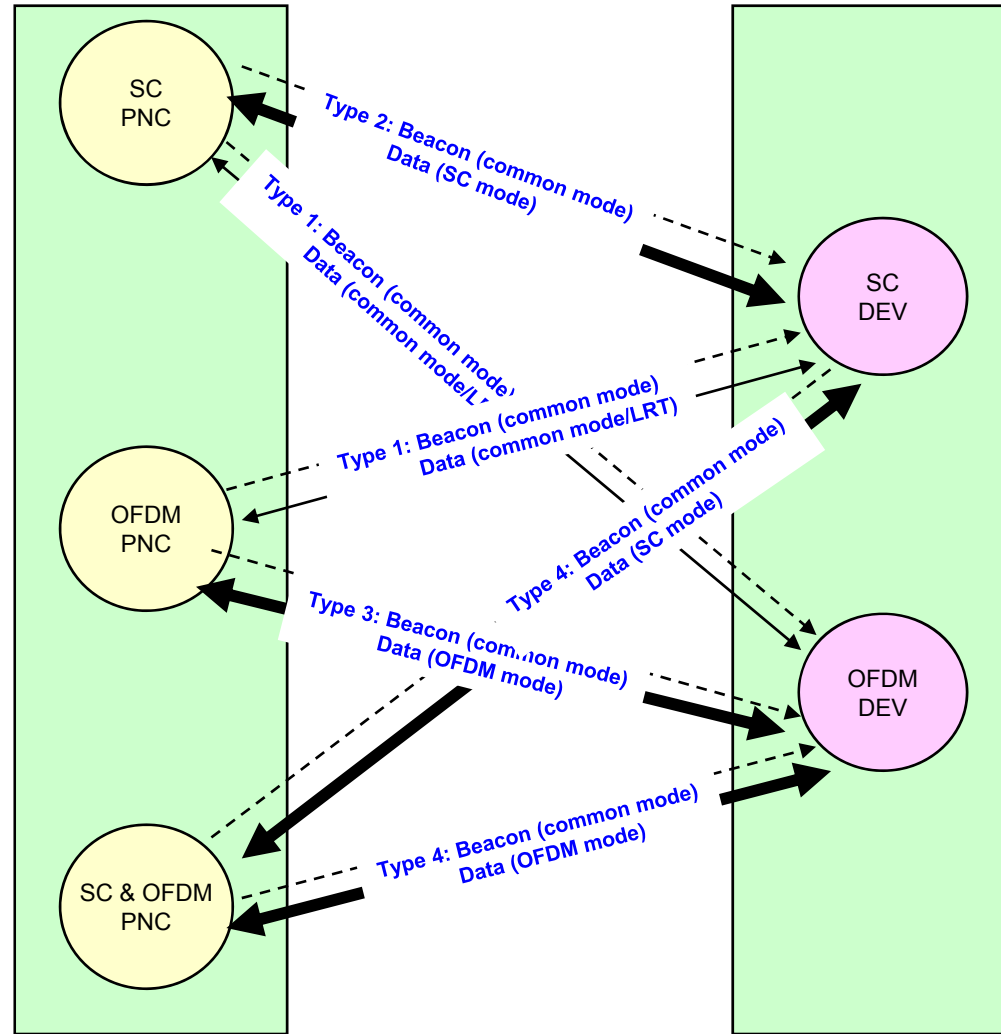 SC
PNC
Type 2: Beacon (common mode)
Data (SC mode)
Type 1: Beacon (common mode)
Data (common mode/
SC
DEV
Type 1: Beacon (common mode)
Data (common mode/LRT)
OFDM
PNC
Type 4: Beacon (common mode)
Data (SC mode)
Type 3: Beacon (common mode)
Data (OFDM mode)
OFDM
DEV
Type 4: Beacon (common mode)
Data (OFDM mode)
SC & OFDM
PNC